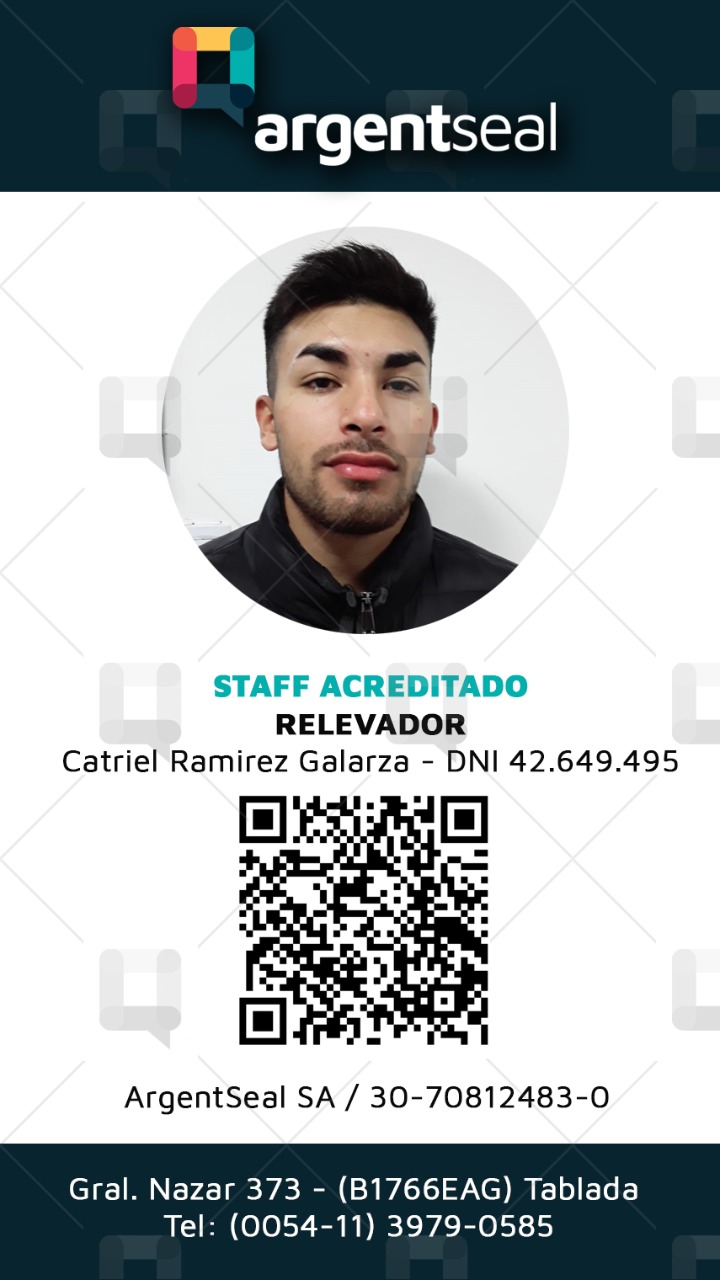 argentseal
STAFF ACREDITADO
RELEVADOR
Catriel Ramirez Galarza - DNI 42.649.495
ArgentSeal SA / 30-70812483-0
Gral. Nazar 373 - (B1766EAG) Tablada
Tel: (0054-11) 3979-0585